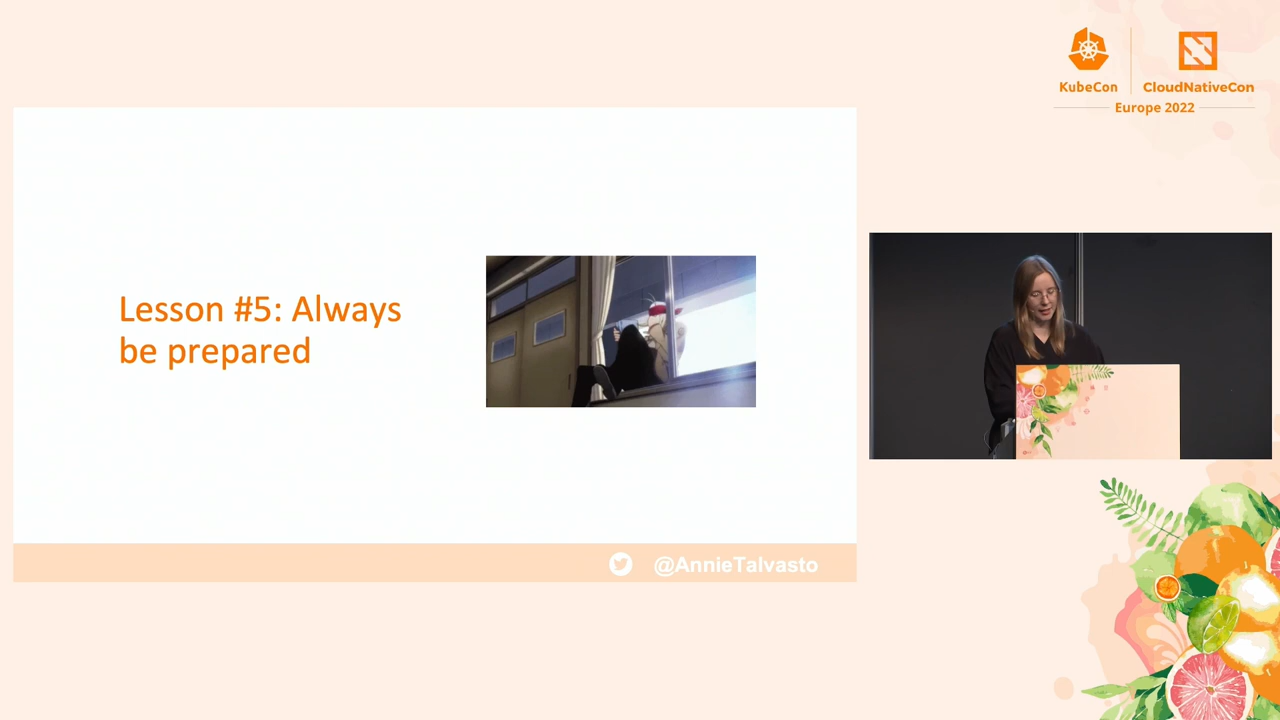 KubeCon
CloudNativeCon
Europe 2022
Lesson #5: Always
be prepared
@AnnieTalvasto